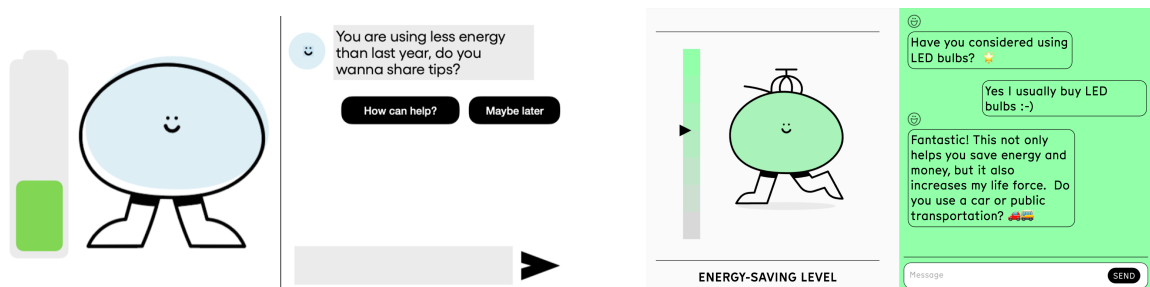 You are using less energy
than last year, do you
wanna share tips?
How can help?
Maybe later
ENERGY-SAVING LEVEL
Have you considered using
LED bulbs? 🌟
Yes I usually buy LED
bulbs :-)
Fantastic! This not only
helps you save energy and
money, but it also
increases my life force. Do
you use a car or public
transportation? 🚗🚌
Message
SEND